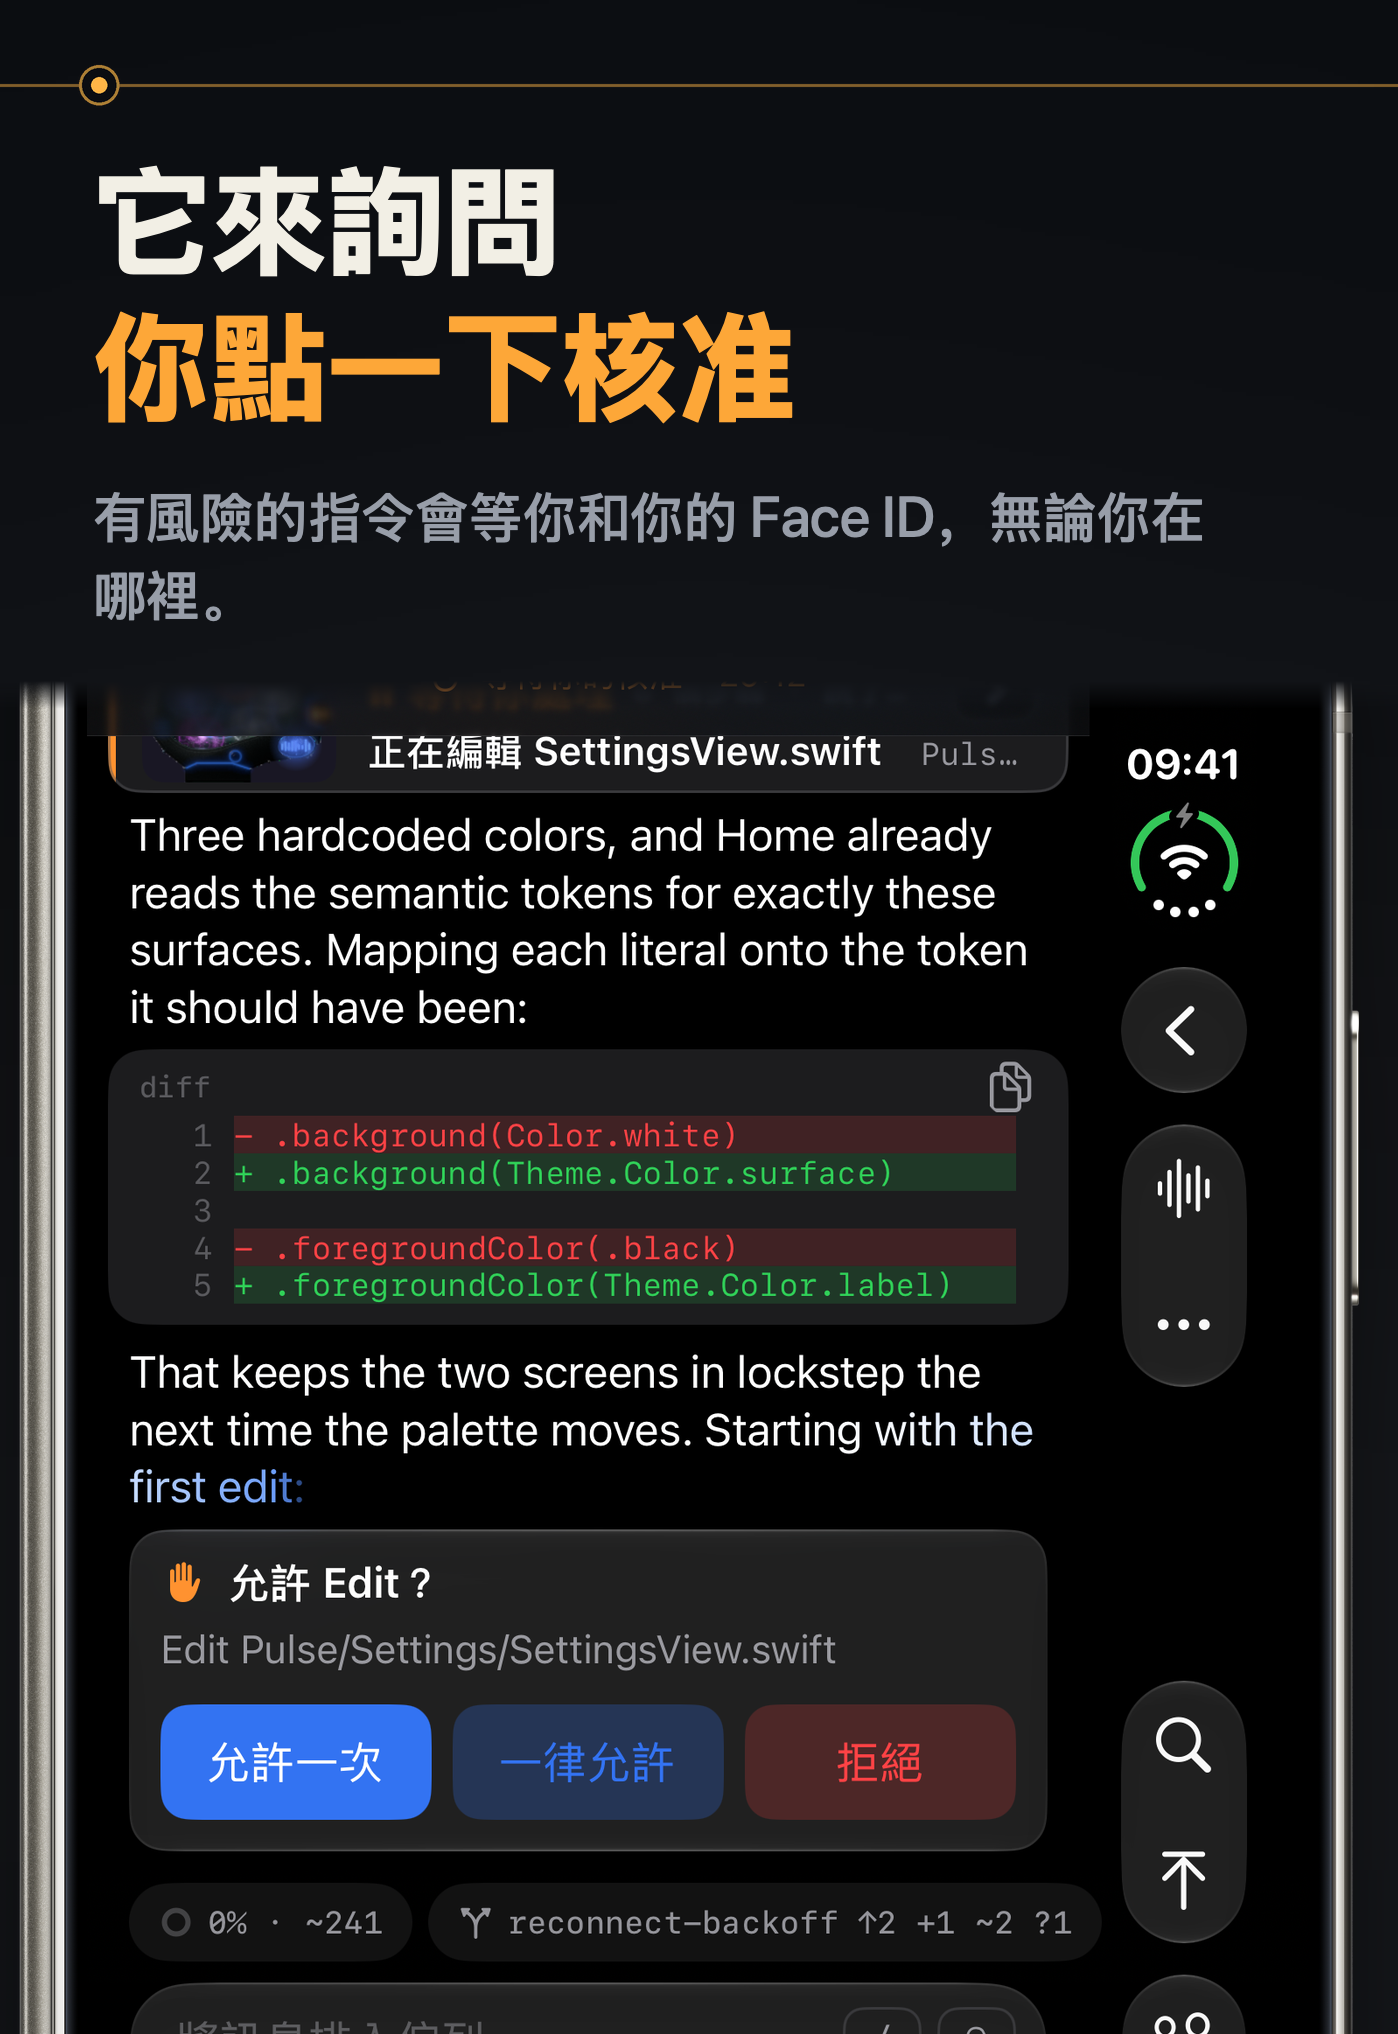 它來詢問
你點一下核准
有風險的指令會等你和你的 Face ID，無論你在
哪裡。
正在編輯 SettingsView.swift Puls…
09:41
Three hardcoded colors, and Home already
reads the semantic tokens for exactly these
surfaces. Mapping each literal onto the token
it should have been:
diff
1 − .background(Color.white)
2 + .background(Theme.Color.surface)
3
4 − .foregroundColor(.black)
5 + .foregroundColor(Theme.Color.label)
That keeps the two screens in lockstep the
next time the palette moves. Starting with the
first edit:
允許 Edit？
Edit Pulse/Settings/SettingsView.swift
允許一次 一律允許 拒絕
0% · ~241 reconnect-backoff ↑2 +1 ~2 ?1